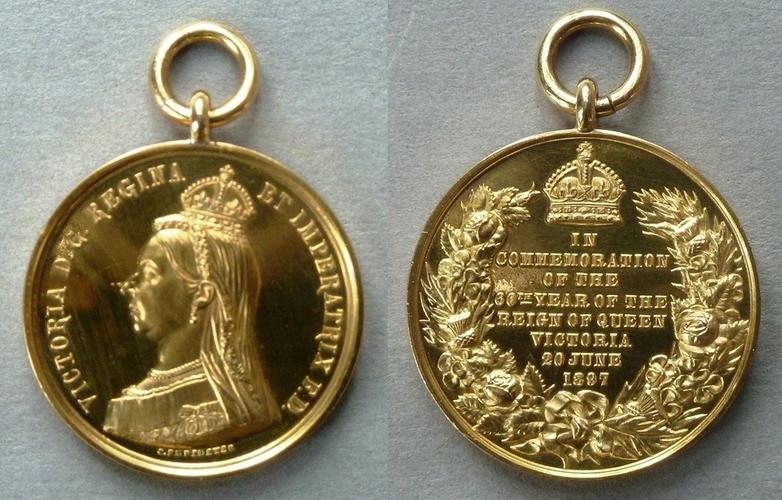 VICTORIA D.G. REGINA ET IMPERATRIX F.D.
IN
COMMEMORATION
OF THE
60TH YEAR OF THE
REIGN OF QUEEN
VICTORIA
20 JUNE
1897